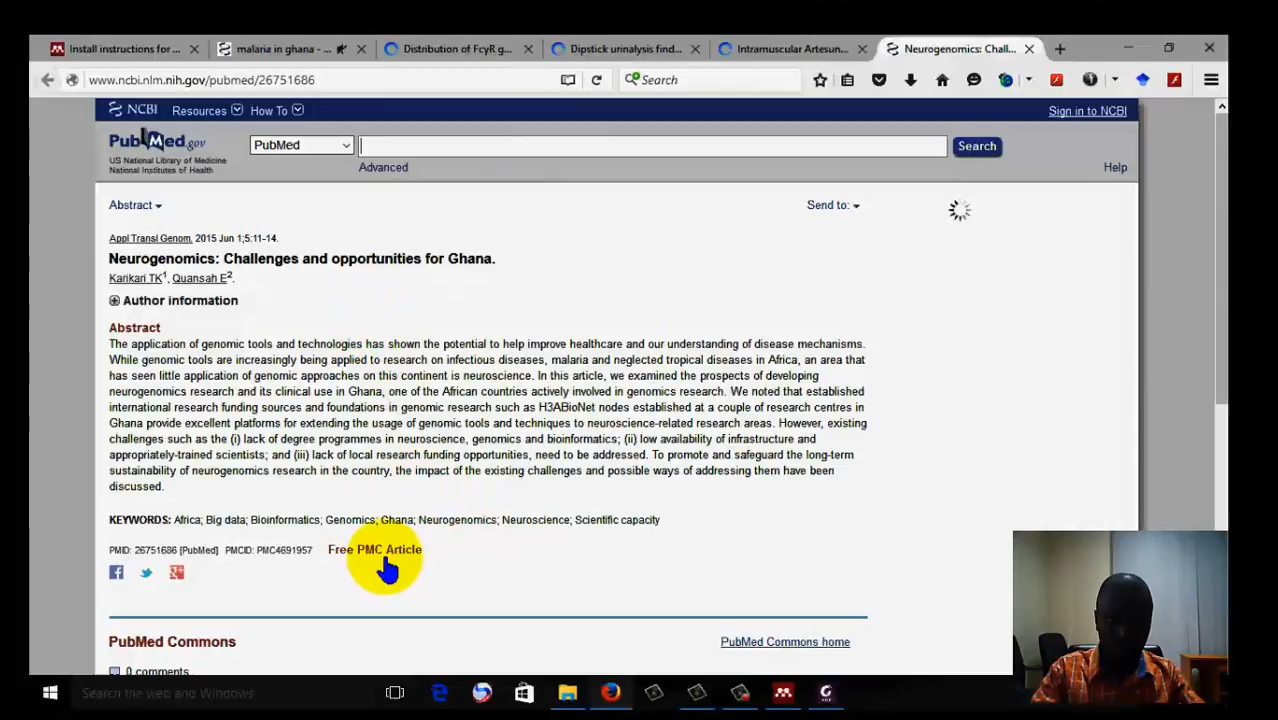 Install instructions for ...
malaria in ghana - ...
Distribution of FcγR g...
Dipstick urinalysis find...
Intramuscular Artesun...
Neurogenomics: Chall...
www.ncbi.nlm.nih.gov/pubmed/26751686
Search
NCBI Resources How To
Sign in to NCBI
PubMed.gov
US National Library of Medicine
National Institutes of Health
PubMed
Search
Advanced
Help
Abstract
Send to:
Appl Transl Genom. 2015 Jun 1;5:11-14.
Neurogenomics: Challenges and opportunities for Ghana.
Karikari TK1, Quansah E2.
Author information
Abstract
The application of genomic tools and technologies has shown the potential to help improve healthcare and our understanding of disease mechanisms.
While genomic tools are increasingly being applied to research on infectious diseases, malaria and neglected tropical diseases in Africa, an area that
has seen little application of genomic approaches on this continent is neuroscience. In this article, we examined the prospects of developing
neurogenomics research and its clinical use in Ghana, one of the African countries actively involved in genomics research. We noted that established
international research funding sources and foundations in genomic research such as H3ABioNet nodes established at a couple of research centres in
Ghana provide excellent platforms for extending the usage of genomic tools and techniques to neuroscience-related research areas. However, existing
challenges such as the (i) lack of degree programmes in neuroscience, genomics and bioinformatics; (ii) low availability of infrastructure and
appropriately-trained scientists; and (iii) lack of local research funding opportunities, need to be addressed. To promote and safeguard the long-term
sustainability of neurogenomics research in the country, the impact of the existing challenges and possible ways of addressing them have been
discussed.
KEYWORDS: Africa; Big data; Bioinformatics; Genomics; Ghana; Neurogenomics; Neuroscience; Scientific capacity
PMID: 26751686 [PubMed] PMCID: PMC4691957 Free PMC Article
PubMed Commons
PubMed Commons home
0 comments
Search the web and Windows